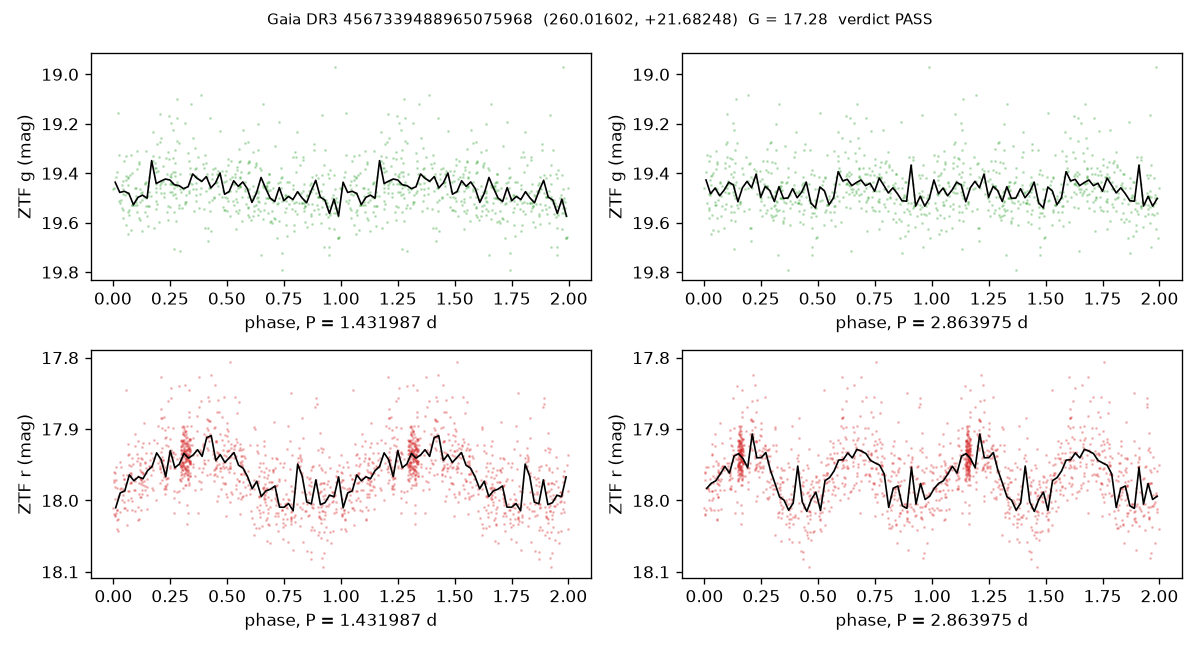 Gaia DR3 4567339488965075968 (260.01602, +21.68248) G = 17.28 verdict PASS
ZTF g (mag)
19.0
19.2
19.4
19.6
19.8
0.00 0.25 0.50 0.75 1.00 1.25 1.50 1.75 2.00
phase, P = 1.431987 d
ZTF g (mag)
19.0
19.2
19.4
19.6
19.8
0.00 0.25 0.50 0.75 1.00 1.25 1.50 1.75 2.00
phase, P = 2.863975 d
ZTF r (mag)
17.8
17.9
18.0
18.1
0.00 0.25 0.50 0.75 1.00 1.25 1.50 1.75 2.00
phase, P = 1.431987 d
ZTF r (mag)
17.8
17.9
18.0
18.1
0.00 0.25 0.50 0.75 1.00 1.25 1.50 1.75 2.00
phase, P = 2.863975 d